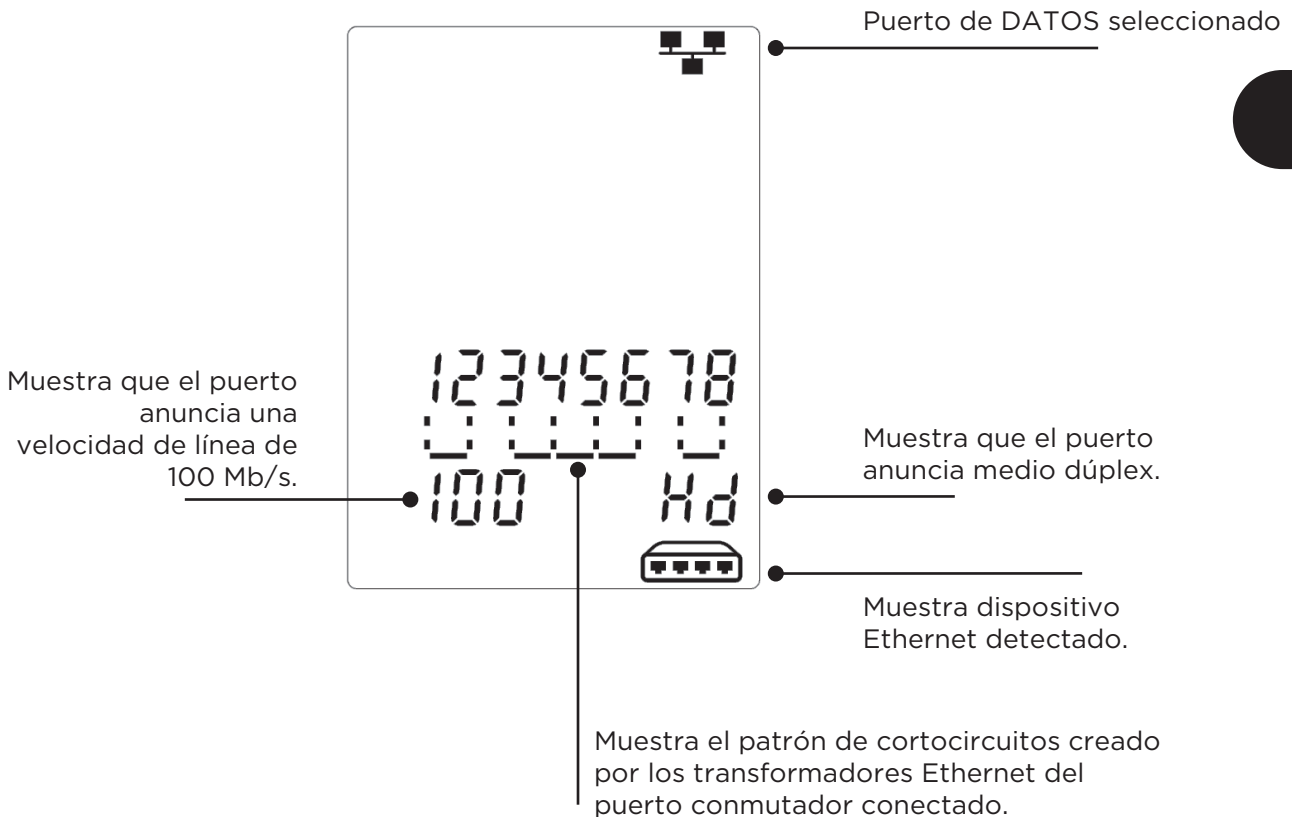 Puerto de DATOS seleccionado
12345678
Muestra que el puerto
anuncia una
velocidad de línea de
100 Mb/s.
100
Hd
Muestra que el puerto
anuncia medio dúplex.
Muestra dispositivo
Ethernet detectado.
Muestra el patrón de cortocircuitos creado
por los transformadores Ethernet del
puerto conmutador conectado.